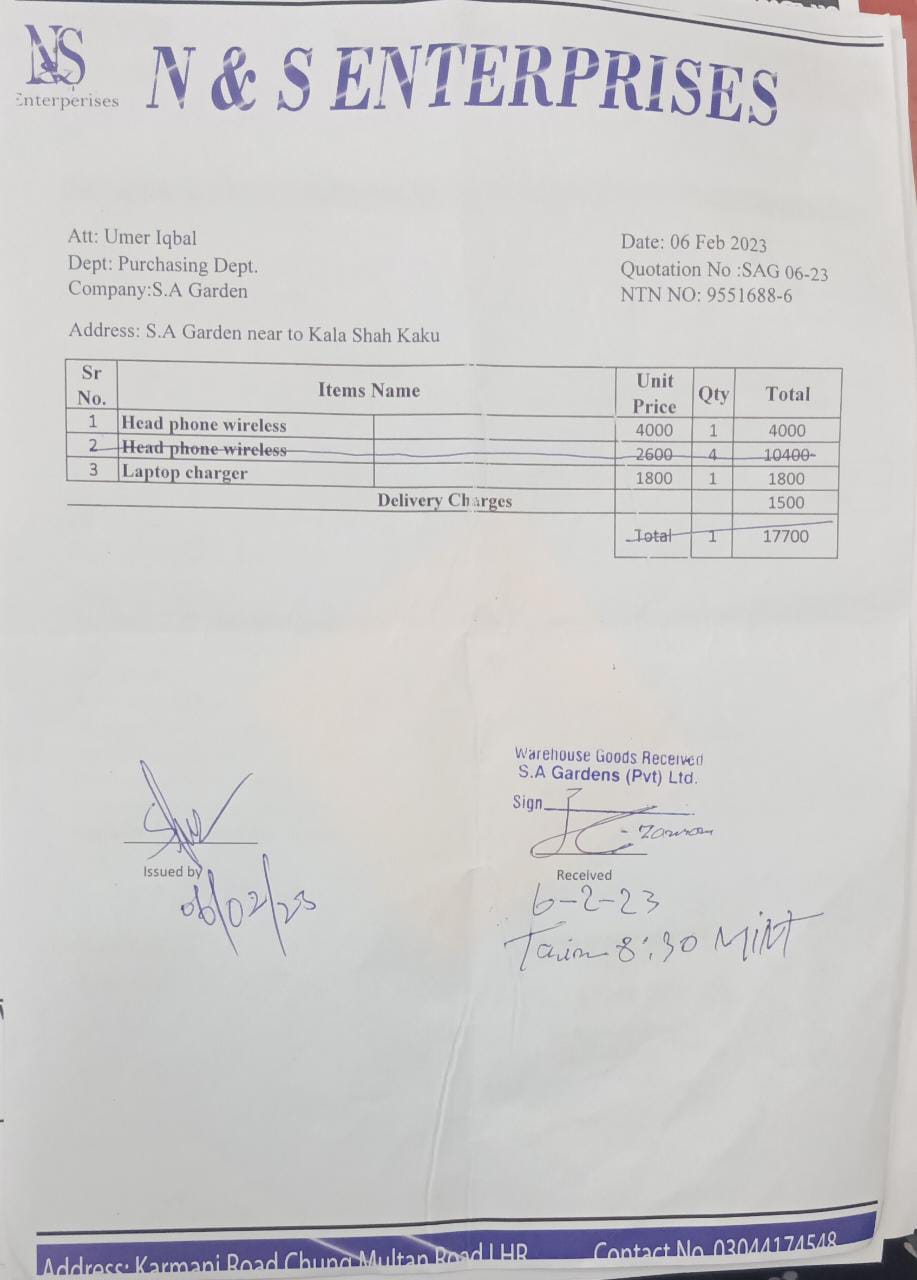 N&S
Enterperises
N & S ENTERPRISES
Att: Umer Iqbal
Dept: Purchasing Dept.
Company:S.A Garden
Date: 06 Feb 2023
Quotation No :SAG 06-23
NTN NO: 9551688-6
Address: S.A Garden near to Kala Shah Kaku
Sr No. Items Name Unit Price Qty Total
1 Head phone wireless 4000 1 4000
2 Head phone wireless 2600 4 10400
3 Laptop charger 1800 1 1800
Delivery Charges 1500
Total 1 17700
Warehouse Goods Received
S.A Gardens (Pvt) Ltd.
Sign
Issued by
06/02/23
Received
6-2-23
8:30 MiNT
Address: Karmani Road Chung Multan Road LHR Contact No. 03044174548